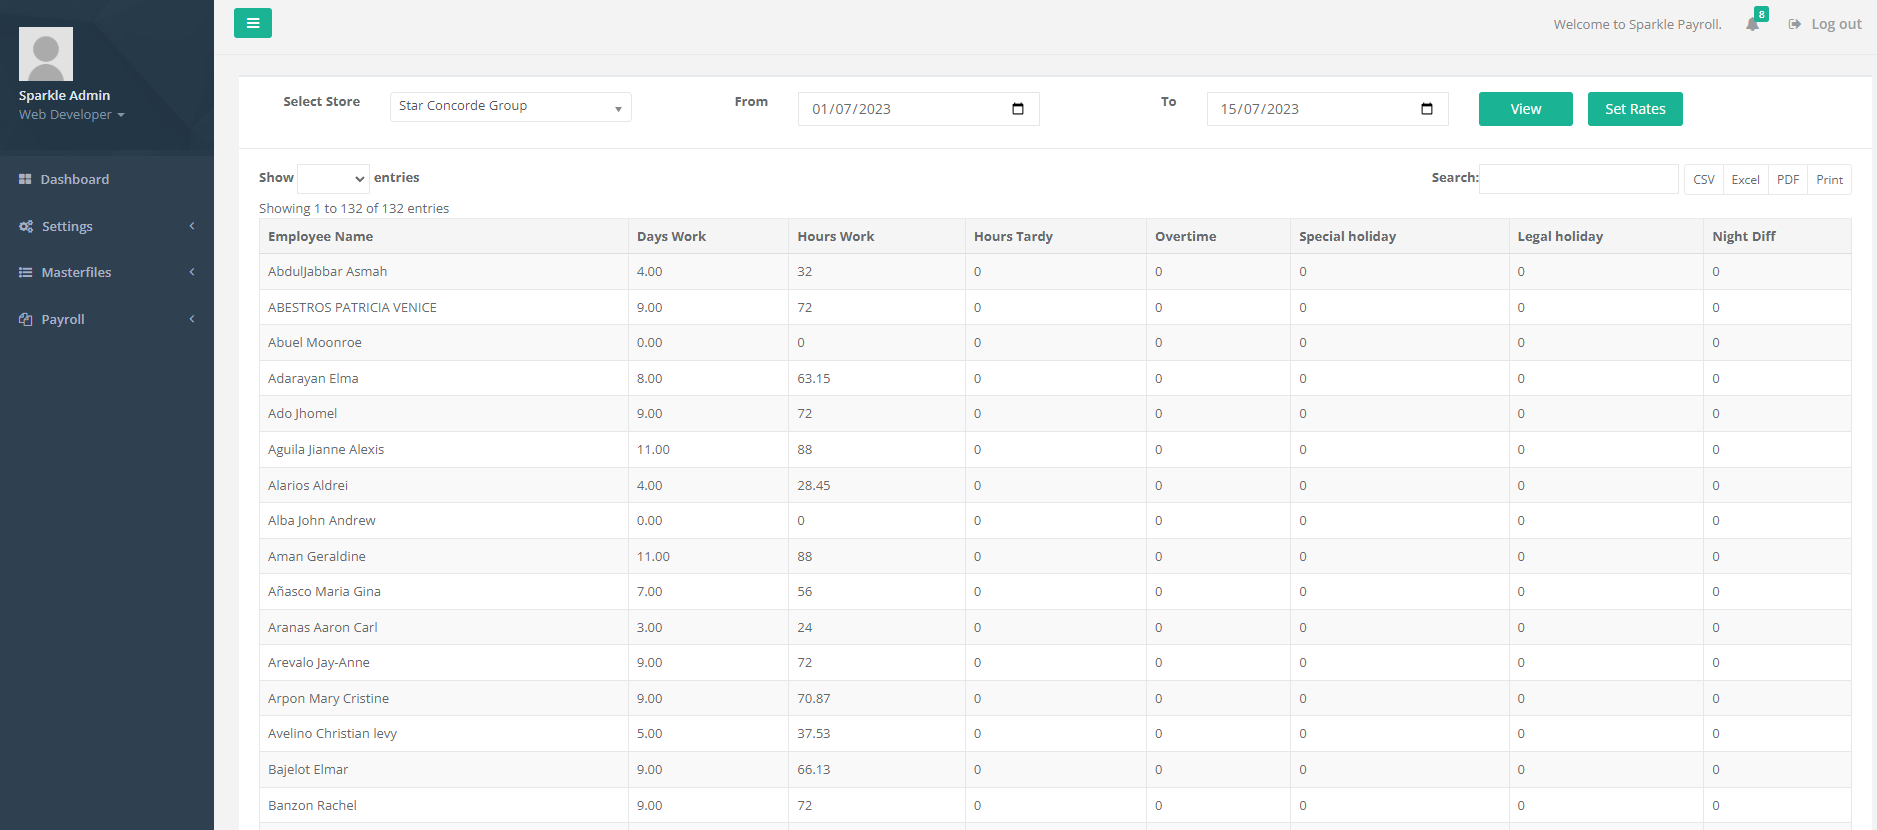 Sparkle Admin
Web Developer
Dashboard
Settings
Masterfiles
Payroll
Welcome to Sparkle Payroll. 8 Log out
Select Store Star Concorde Group From 01/07/2023 To 15/07/2023 View Set Rates
Show entries Search: CSV Excel PDF Print
Showing 1 to 132 of 132 entries
Employee Name Days Work Hours Work Hours Tardy Overtime Special holiday Legal holiday Night Diff
AbdulJabbar Asmah 4.00 32 0 0 0 0 0
ABESTROS PATRICIA VENICE 9.00 72 0 0 0 0 0
Abuel Moonroe 0.00 0 0 0 0 0 0
Adarayan Elma 8.00 63.15 0 0 0 0 0
Ado Jhomel 9.00 72 0 0 0 0 0
Aguila Jianne Alexis 11.00 88 0 0 0 0 0
Alarios Aldrei 4.00 28.45 0 0 0 0 0
Alba John Andrew 0.00 0 0 0 0 0 0
Aman Geraldine 11.00 88 0 0 0 0 0
Añasco Maria Gina 7.00 56 0 0 0 0 0
Aranas Aaron Carl 3.00 24 0 0 0 0 0
Arevalo Jay-Anne 9.00 72 0 0 0 0 0
Arpon Mary Cristine 9.00 70.87 0 0 0 0 0
Avelino Christian levy 5.00 37.53 0 0 0 0 0
Bajelot Elmar 9.00 66.13 0 0 0 0 0
Banzon Rachel 9.00 72 0 0 0 0 0